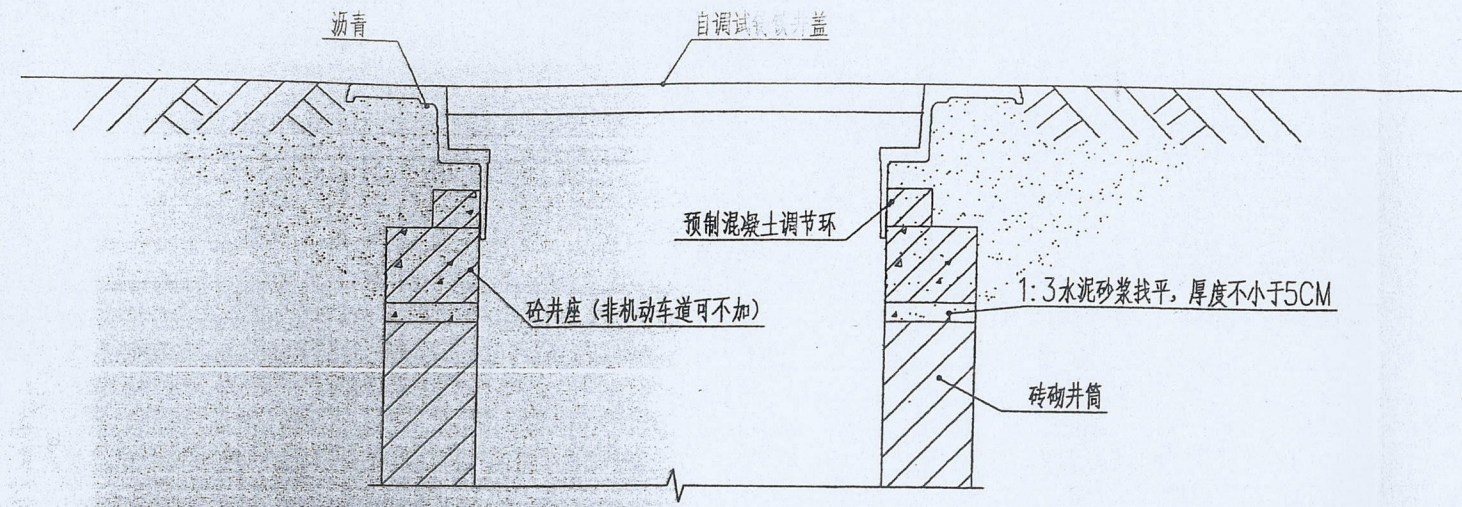 沥青
自调试井盖
预制混凝土调节环
砼井座（非机动车道可不加）
1:3水泥砂浆找平，厚度不小于5CM
砖砌井筒